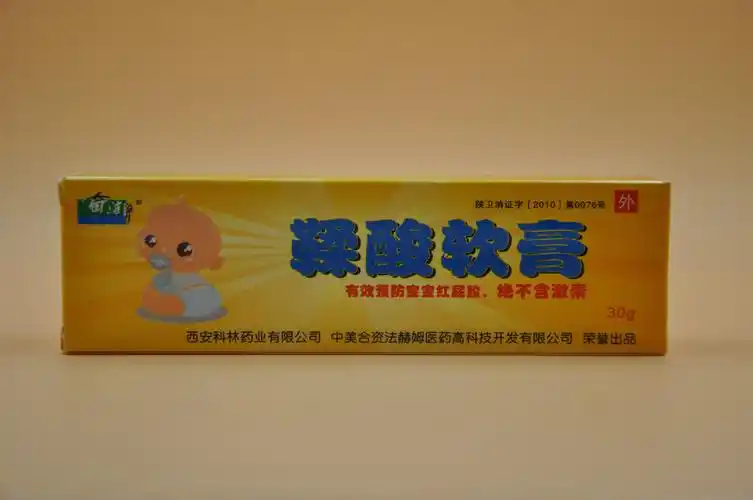 陕卫消证字［2010］第0076号 外
鞣酸软膏
有效预防宝宝红屁股，绝不含激素
30g
西安科林药业有限公司 中美合资法赫姆医药高科技开发有限公司 荣誉出品